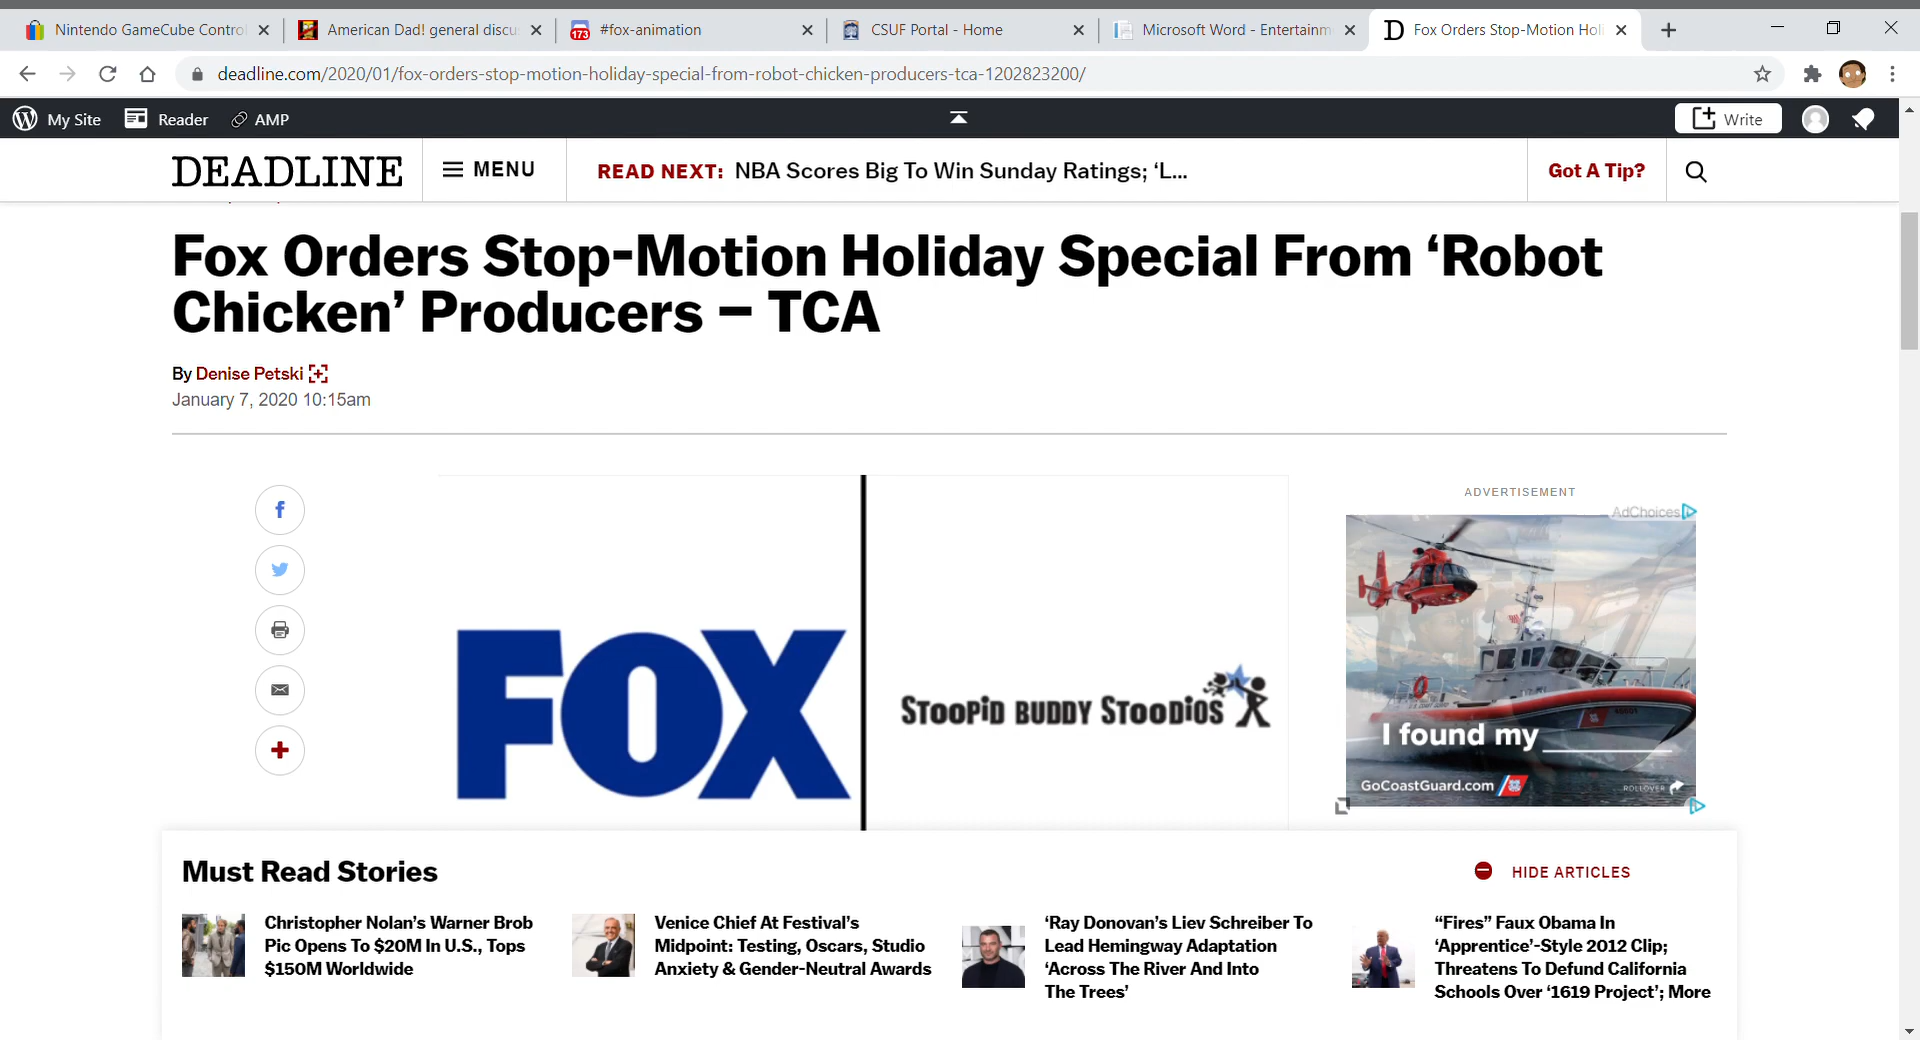 Nintendo GameCube Contro
American Dad! general discu
173
#fox-animation
CSUF Portal - Home
Microsoft Word - Entertainm
D
Fox Orders Stop-Motion Holi
deadline.com/2020/01/fox-orders-stop-motion-holiday-special-from-robot-chicken-producers-tca-1202823200/
My Site
Reader
AMP
Write
DEADLINE
MENU
READ NEXT: NBA Scores Big To Win Sunday Ratings; ‘L...
Got A Tip?
Fox Orders Stop-Motion Holiday Special From ‘Robot
Chicken’ Producers – TCA
By Denise Petski
January 7, 2020 10:15am
FOX
STOOPiD BUDDY STOODiOS
ADVERTISEMENT
AdChoices
I found my
GoCoastGuard.com
ROLLOVER
Must Read Stories
HIDE ARTICLES
Christopher Nolan’s Warner Brob
Pic Opens To $20M In U.S., Tops
$150M Worldwide
Venice Chief At Festival’s
Midpoint: Testing, Oscars, Studio
Anxiety & Gender-Neutral Awards
‘Ray Donovan’s Liev Schreiber To
Lead Hemingway Adaptation
‘Across The River And Into
The Trees’
“Fires” Faux Obama In
‘Apprentice’-Style 2012 Clip;
Threatens To Defund California
Schools Over ‘1619 Project’; More